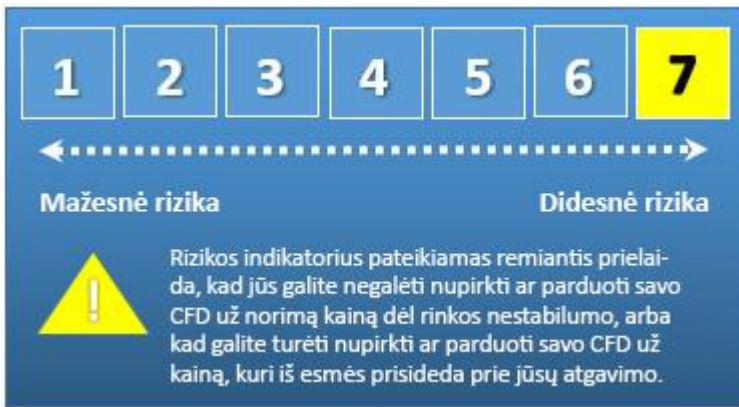 1 2 3 4 5 6 7
Mažesnė rizika Didesnė rizika
!
Rizikos indikatorius pateikiamas remiantis prielai-
da, kad jūs galite negalėti nupirkti ar parduoti savo
CFD už norimą kainą dėl rinkos nestabilumo, arba
kad galite turėti nupirkti ar parduoti savo CFD už
kainą, kuri iš esmės prisideda prie jūsų atgavimo.